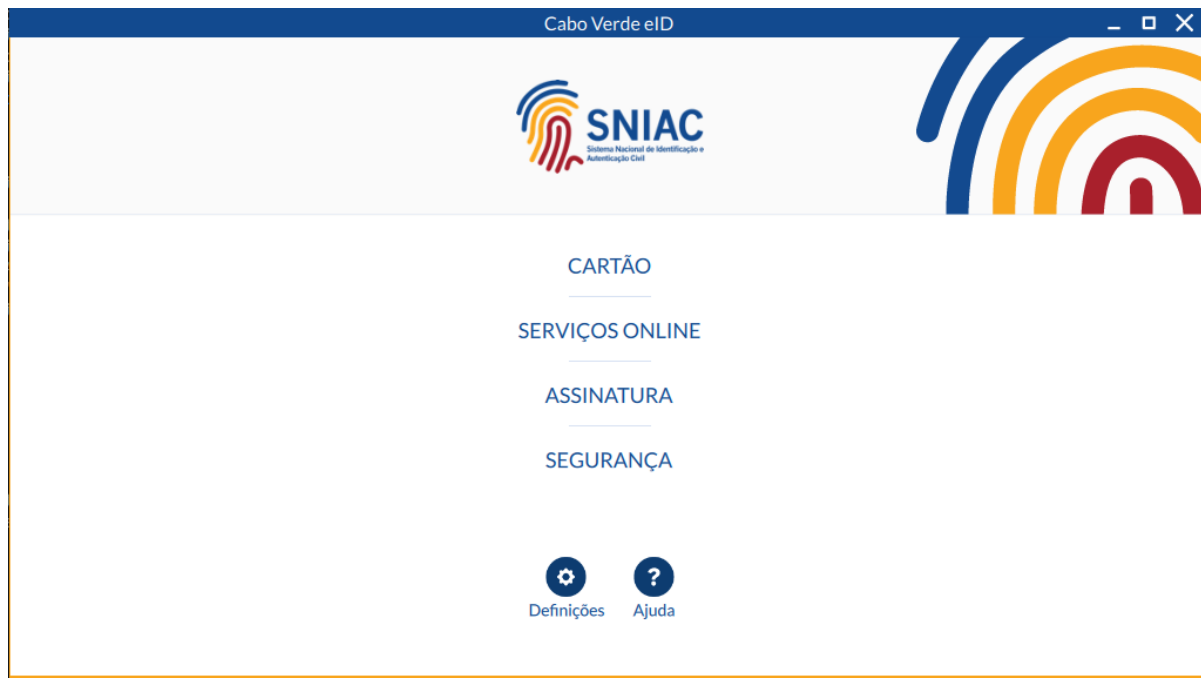 Cabo Verde eID
SNIAC
Sistema Nacional de Identificação e
Autenticação Civil
CARTÃO
SERVIÇOS ONLINE
ASSINATURA
SEGURANÇA
Definições Ajuda